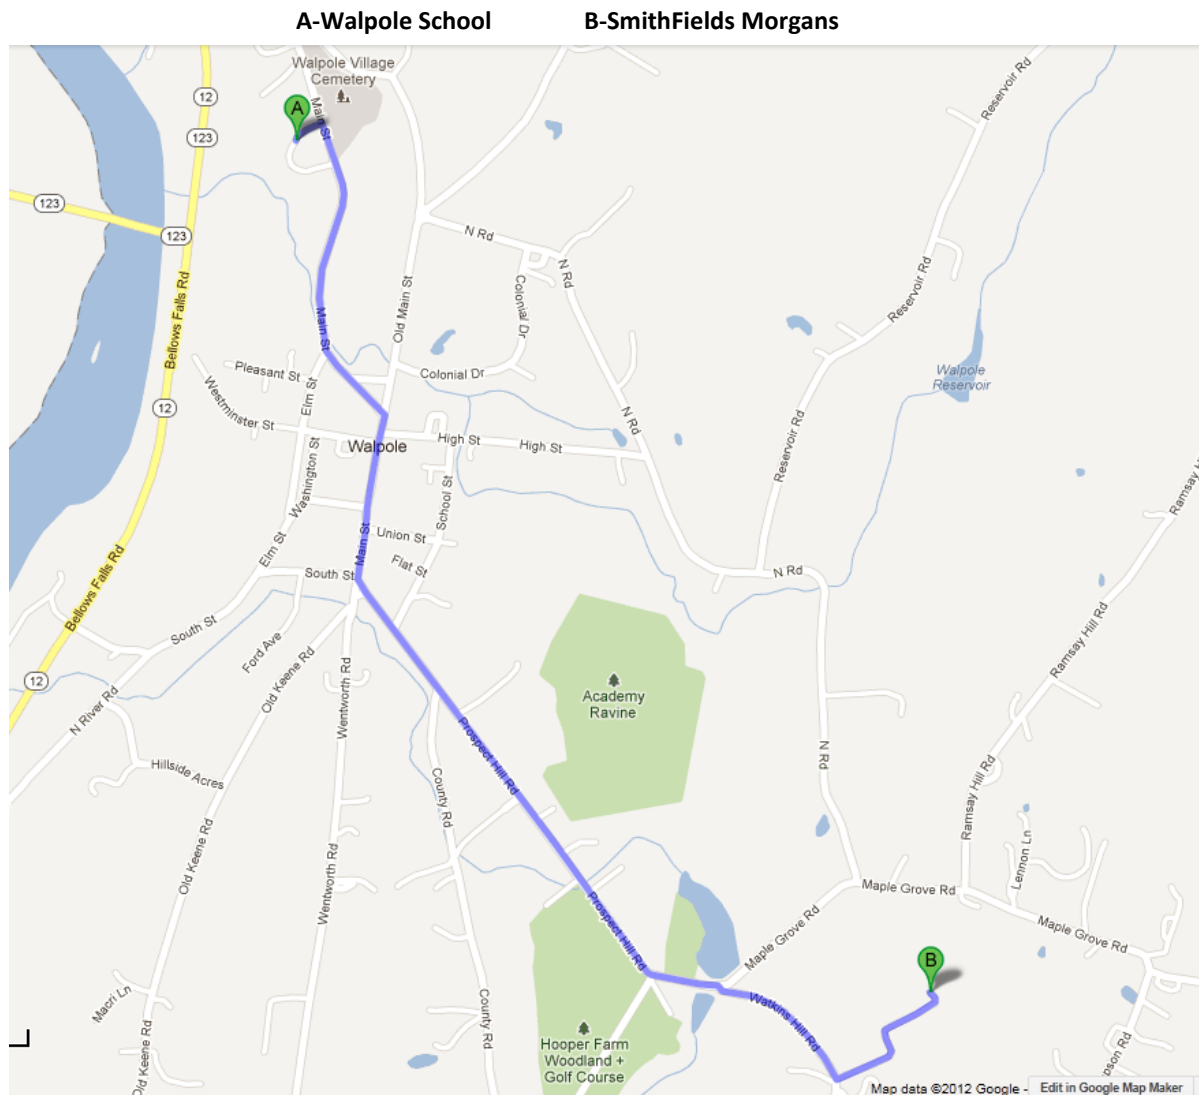 A-Walpole School
B-SmithFields Morgans
Walpole Village
Cemetery
Reservoir Rd
12
A
Main St
123
123
N Rd
123
N Rd
Bellows Falls Rd
Old Main St
Colonial Dr
Reservoir Rd
Main St
Pleasant St
Colonial Dr
Walpole
Reservoir
Westminster St
Elm St
12
N Rd
Walpole
High St
High St
Reservoir Rd
Washington St
School St
Ramsay H
Main St
Union St
Elm St
Flat St
South St
N Rd
Bellows Falls Rd
South St
Ford Ave
Ramsay Hill Rd
12
Old Keene Rd
Wentworth Rd
Academy
Ravine
N River Rd
Prospect Hill Rd
N Rd
Hillside Acres
County Rd
Ramsay Hill Rd
Old Keene Rd
Wentworth Rd
Lennon Ln
Maple Grove Rd
Prospect Hill Rd
Maple Grove Rd
Maple Grove Rd
B
Macri Ln
County Rd
Watkins Hill Rd
Old Keene Rd
Hooper Farm
Woodland +
Golf Course
pson Rd
Map data ©2012 Google -
Edit in Google Map Maker